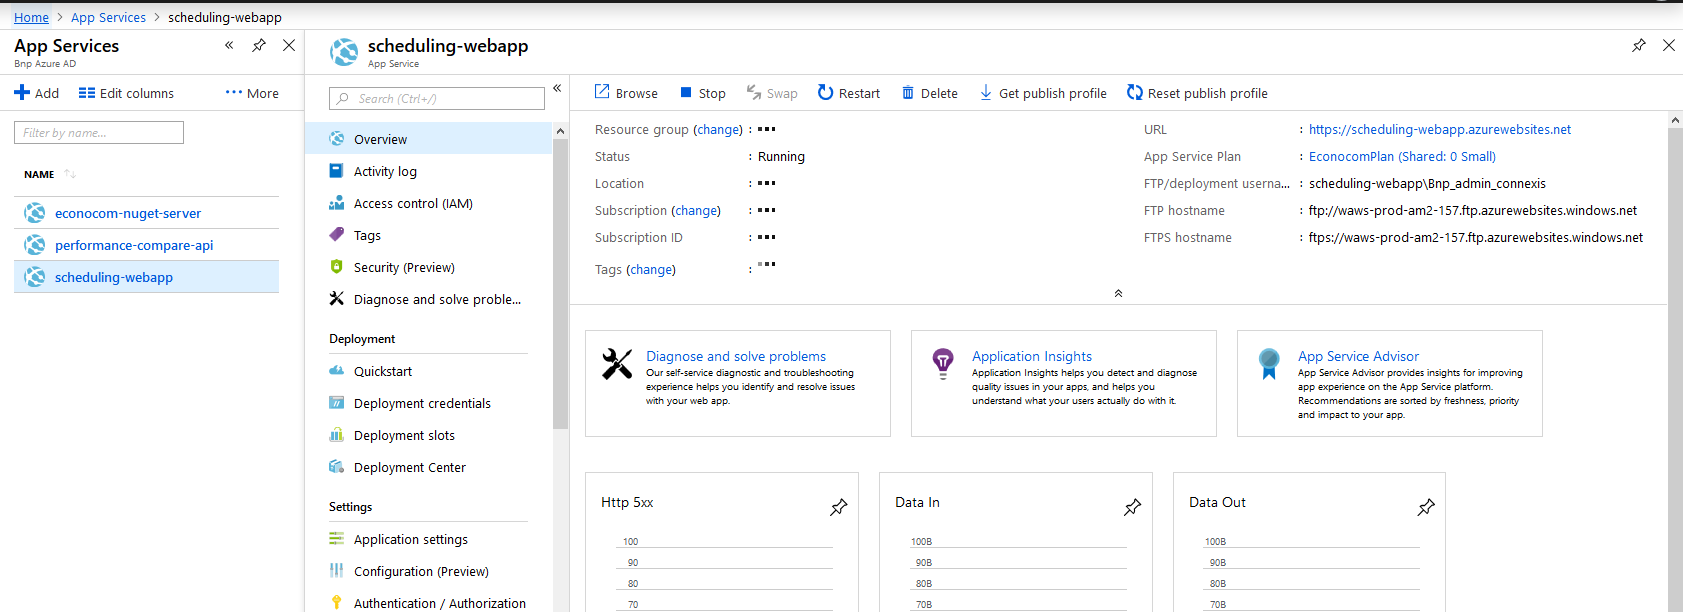 Home > App Services > scheduling-webapp
App Services
Bnp Azure AD
Add
Edit columns
More
Filter by name...
NAME
econocom-nuget-server
performance-compare-api
scheduling-webapp
scheduling-webapp
App Service
Search (Ctrl+/)
Overview
Activity log
Access control (IAM)
Tags
Security (Preview)
Diagnose and solve proble...
Deployment
Quickstart
Deployment credentials
Deployment slots
Deployment Center
Settings
Application settings
Configuration (Preview)
Authentication / Authorization
Browse
Stop
Swap
Restart
Delete
Get publish profile
Reset publish profile
Resource group (change) :
Status : Running
Location :
Subscription (change) :
Subscription ID :
Tags (change) :
URL : https://scheduling-webapp.azurewebsites.net
App Service Plan : EconocomPlan (Shared: 0 Small)
FTP/deployment userna... : scheduling-webapp\Bnp_admin_connexis
FTP hostname : ftp://waws-prod-am2-157.ftp.azurewebsites.windows.net
FTPS hostname : ftps://waws-prod-am2-157.ftp.azurewebsites.windows.net
Diagnose and solve problems
Our self-service diagnostic and troubleshooting
experience helps you identify and resolve issues
with your web app.
Application Insights
Application Insights helps you detect and diagnose
quality issues in your apps, and helps you
understand what your users actually do with it.
App Service Advisor
App Service Advisor provides insights for improving
app experience on the App Service platform.
Recommendations are sorted by freshness, priority
and impact to your app.
Http 5xx
100
90
80
70
Data In
100B
90B
80B
70B
Data Out
100B
90B
80B
70B